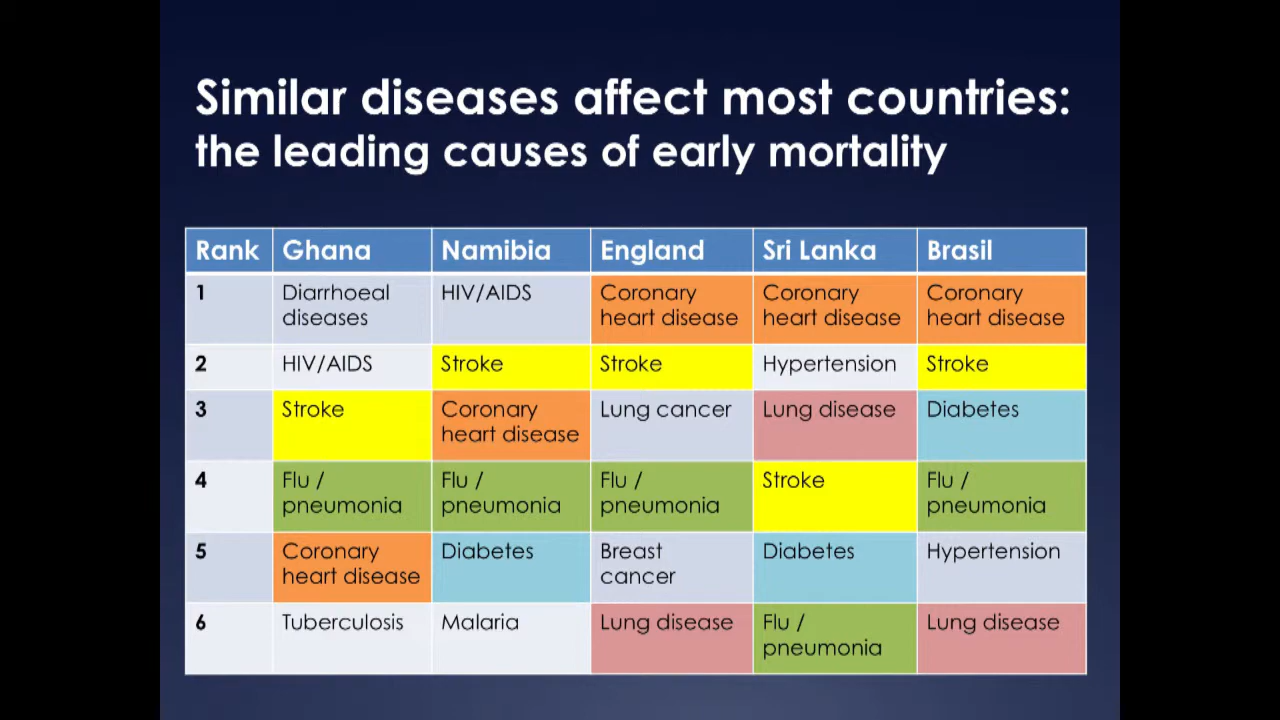 Similar diseases affect most countries:
the leading causes of early mortality
Rank Ghana Namibia England Sri Lanka Brasil
1 Diarrhoeal diseases HIV/AIDS Coronary heart disease Coronary heart disease Coronary heart disease
2 HIV/AIDS Stroke Stroke Hypertension Stroke
3 Stroke Coronary heart disease Lung cancer Lung disease Diabetes
4 Flu / pneumonia Flu / pneumonia Flu / pneumonia Stroke Flu / pneumonia
5 Coronary heart disease Diabetes Breast cancer Diabetes Hypertension
6 Tuberculosis Malaria Lung disease Flu / pneumonia Lung disease